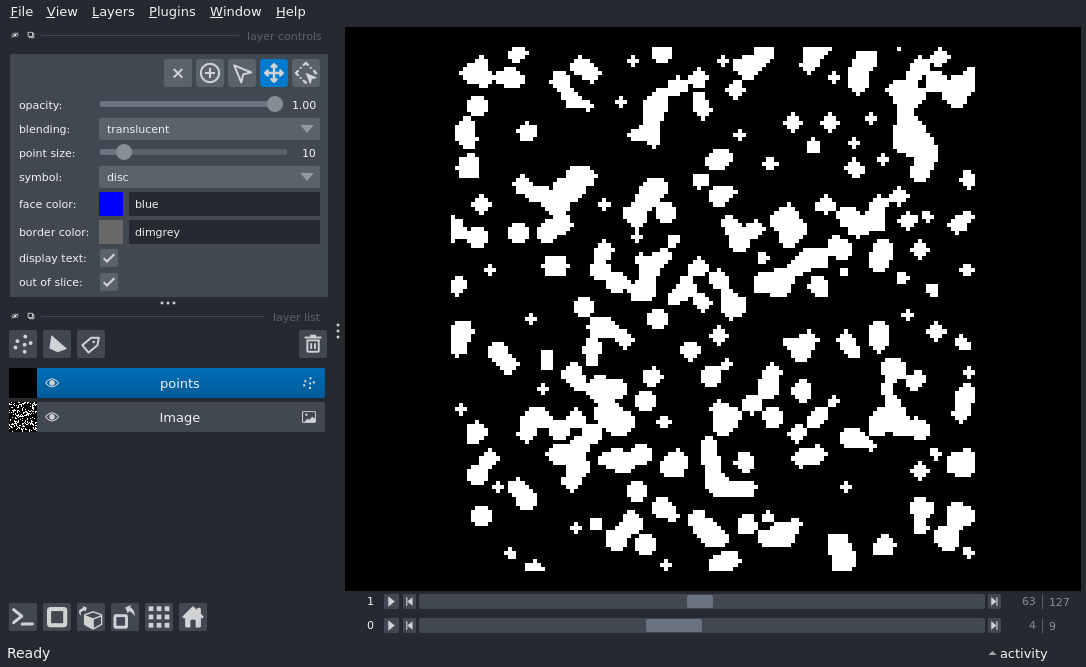 File View Layers Plugins Window Help
layer controls
opacity: 1.00
blending: translucent
point size: 10
symbol: disc
face color: blue
border color: dimgrey
display text:
out of slice:
layer list
points
Image
1 63 | 127
0 4 | 9
Ready activity